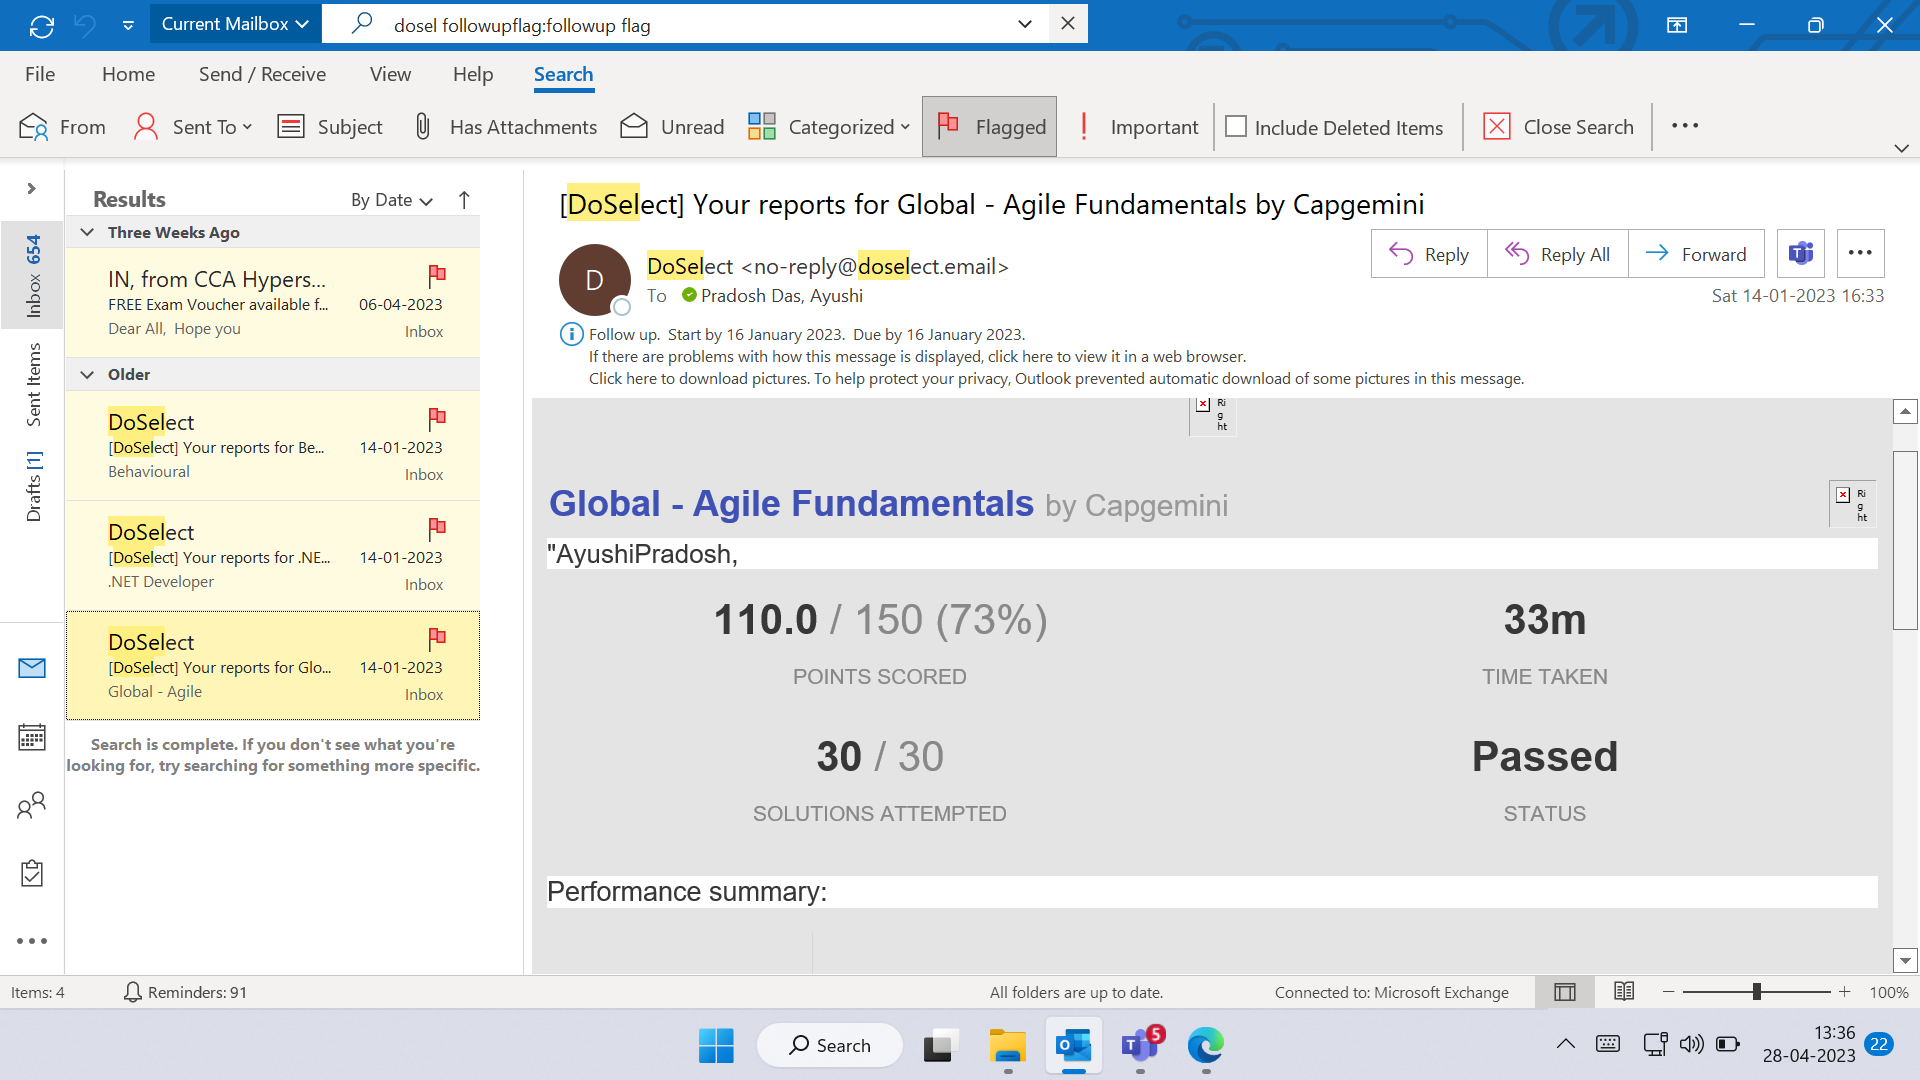 Current Mailbox
dosel followupflag:followup flag
File Home Send / Receive View Help Search
From Sent To Subject Has Attachments Unread Categorized Flagged Important Include Deleted Items Close Search
Inbox 654
Sent Items
Drafts [1]
Results By Date
Three Weeks Ago
IN, from CCA Hypers...
FREE Exam Voucher available f... 06-04-2023
Dear All, Hope you Inbox
Older
DoSelect
[DoSelect] Your reports for Be... 14-01-2023
Behavioural Inbox
DoSelect
[DoSelect] Your reports for .NE... 14-01-2023
.NET Developer Inbox
DoSelect
[DoSelect] Your reports for Glo... 14-01-2023
Global - Agile Inbox
Search is complete. If you don't see what you're
looking for, try searching for something more specific.
[DoSelect] Your reports for Global - Agile Fundamentals by Capgemini
D
DoSelect <no-reply@doselect.email>
To Pradosh Das, Ayushi
Reply Reply All Forward
Sat 14-01-2023 16:33
Follow up. Start by 16 January 2023. Due by 16 January 2023.
If there are problems with how this message is displayed, click here to view it in a web browser.
Click here to download pictures. To help protect your privacy, Outlook prevented automatic download of some pictures in this message.
Ri
g
ht
Global - Agile Fundamentals by Capgemini
Ri
g
ht
"AyushiPradosh,
110.0 / 150 (73%) 33m
POINTS SCORED TIME TAKEN
30 / 30 Passed
SOLUTIONS ATTEMPTED STATUS
Performance summary:
Items: 4 Reminders: 91 All folders are up to date. Connected to: Microsoft Exchange 100%
Search 5 13:36
28-04-2023 22